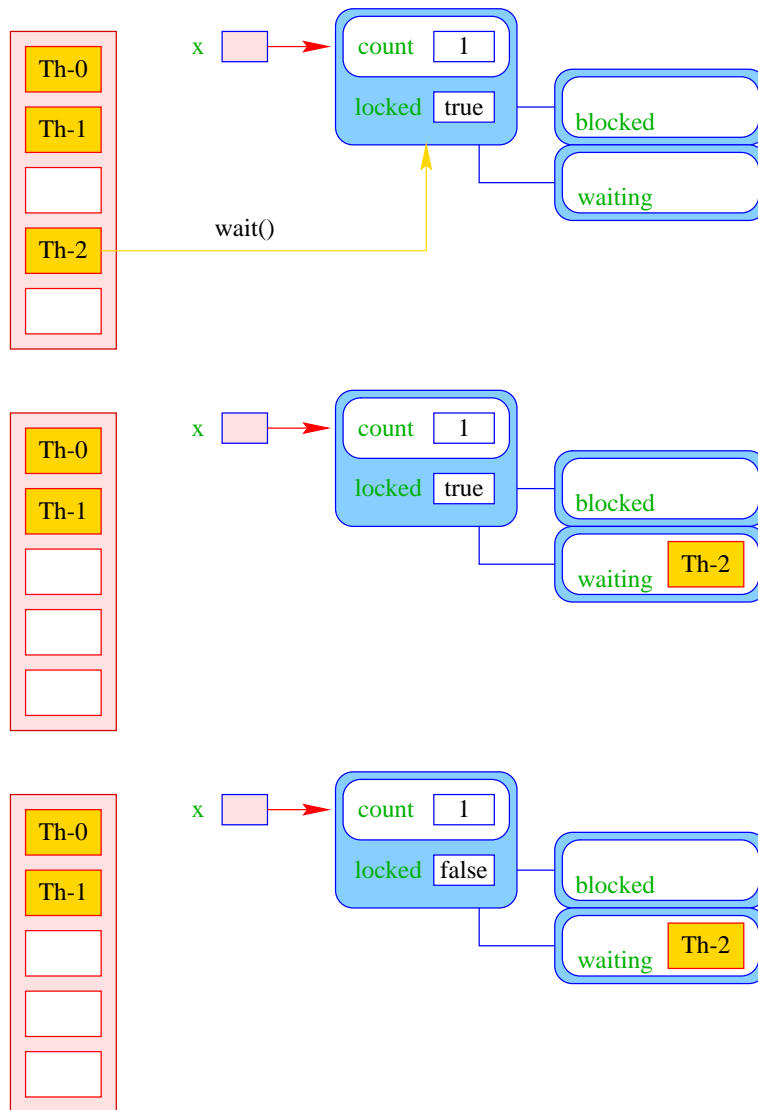 x
count 1
Th-0
locked true
Th-1
blocked
waiting
wait()
Th-2
x
count 1
Th-0
locked true
Th-1
blocked
waiting Th-2
x
count 1
Th-0
locked false
Th-1
blocked
waiting Th-2